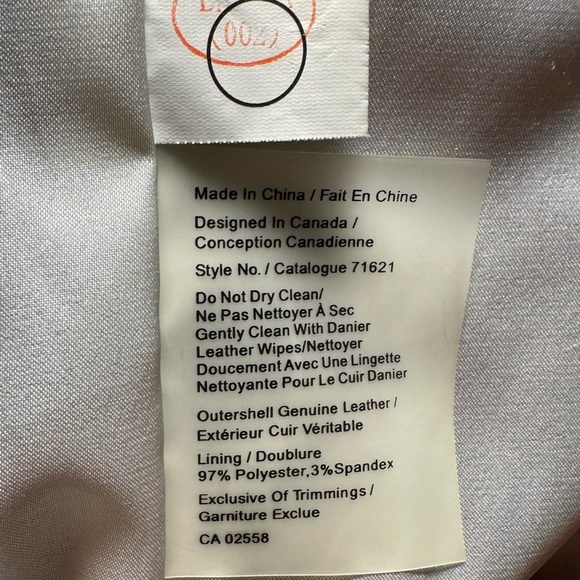 (002)
Made In China / Fait En Chine
Designed In Canada /
Conception Canadienne
Style No. / Catalogue 71621
Do Not Dry Clean/
Ne Pas Nettoyer À Sec
Gently Clean With Danier
Leather Wipes/Nettoyer
Doucement Avec Une Lingette
Nettoyante Pour Le Cuir Danier
Outershell Genuine Leather /
Extérieur Cuir Véritable
Lining / Doublure
97% Polyester,3%Spandex
Exclusive Of Trimmings /
Garniture Exclue
CA 02558